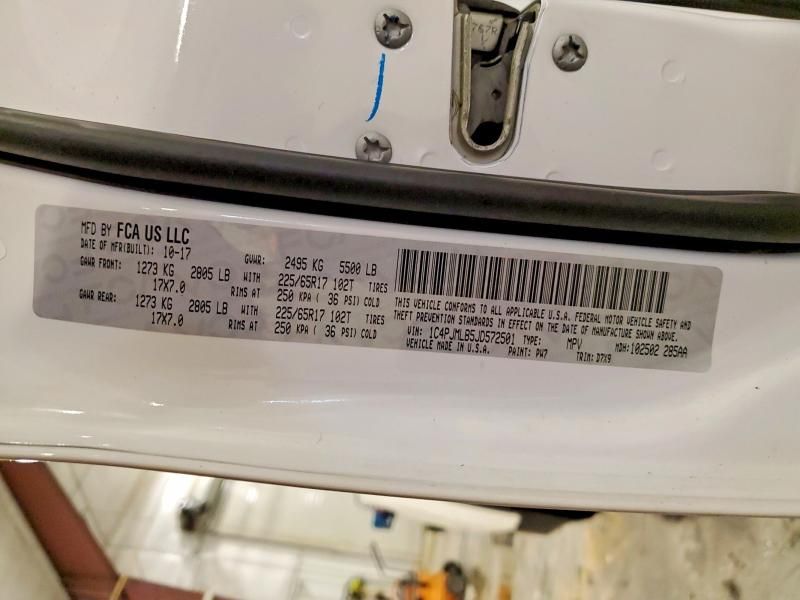 767R
MFD BY FCA US LLC
DATE OF MFR(BUILT): 10-17 GVWR: 2495 KG 5500 LB
GAWR FRONT: 1273 KG 2805 LB WITH 225/65R17 102T TIRES
17X7.0 RIMS AT 250 KPA ( 36 PSI) COLD
GAWR REAR: 1273 KG 2805 LB WITH 225/65R17 102T TIRES
17X7.0 RIMS AT 250 KPA ( 36 PSI) COLD
THIS VEHICLE CONFORMS TO ALL APPLICABLE U.S.A. FEDERAL MOTOR VEHICLE SAFETY AND
THEFT PREVENTION STANDARDS IN EFFECT ON THE DATE OF MANUFACTURE SHOWN ABOVE.
VIN: 1C4PJMLB5JD572501 TYPE: MPV MDH:102502 285AA
VEHICLE MADE IN U.S.A. PAINT: PW7 TRIM: D7X9